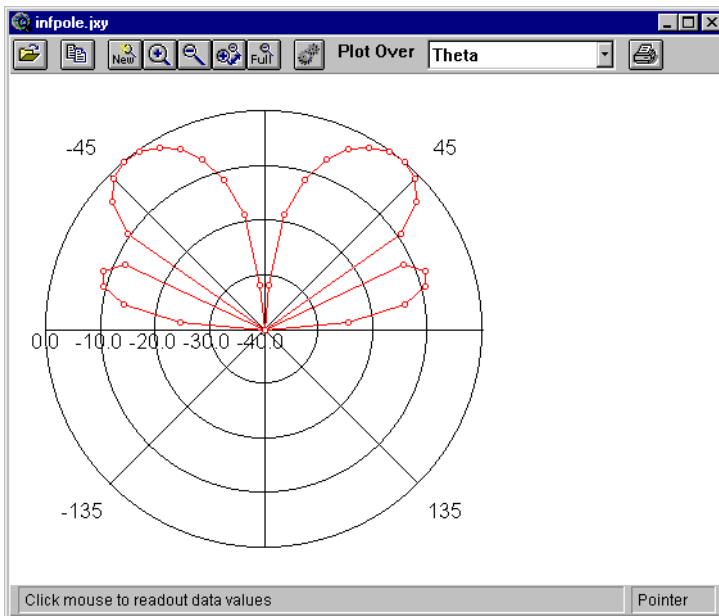 infpole.jxy
New Full Plot Over Theta
-45 45
0.0 -10.0 -20.0 -30.0 -40.0
-135 135
Click mouse to readout data values Pointer